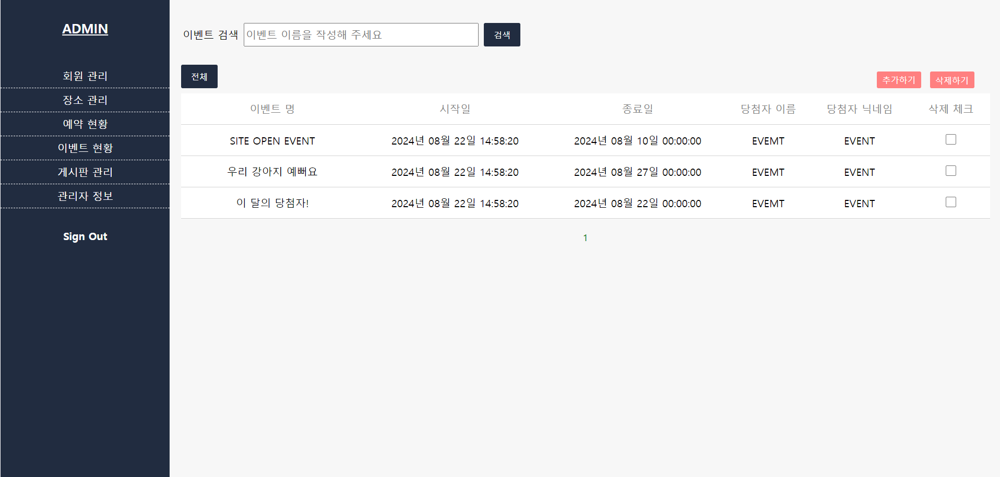 ADMIN
회원 관리
장소 관리
예약 현황
이벤트 현황
게시판 관리
관리자 정보
Sign Out
이벤트 검색 이벤트 이름을 작성해 주세요 검색
전체 추가하기 삭제하기
이벤트 명 시작일 종료일 당첨자 이름 당첨자 닉네임 삭제 체크
SITE OPEN EVENT 2024년 08월 22일 14:58:20 2024년 08월 10일 00:00:00 EVEMT EVENT
우리 강아지 예뻐요 2024년 08월 22일 14:58:20 2024년 08월 27일 00:00:00 EVEMT EVENT
이 달의 당첨자! 2024년 08월 22일 14:58:20 2024년 08월 22일 00:00:00 EVEMT EVENT
1